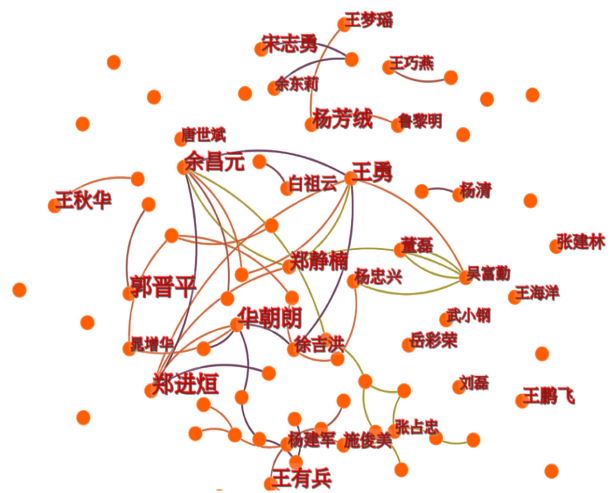 王梦瑶
宋志勇
王巧燕
余东莉
杨芳绒
鲁黎明
唐世斌
余昌元
王勇
白祖云
杨清
王秋华
张建林
董磊
郑静楠
吴富勤
杨忠兴
郭晋平
王海洋
华朝朗
武小钢
晁增华
徐吉洪
岳彩荣
郑进烜
刘磊
王鹏飞
张占忠
杨建军
施俊美
王有兵